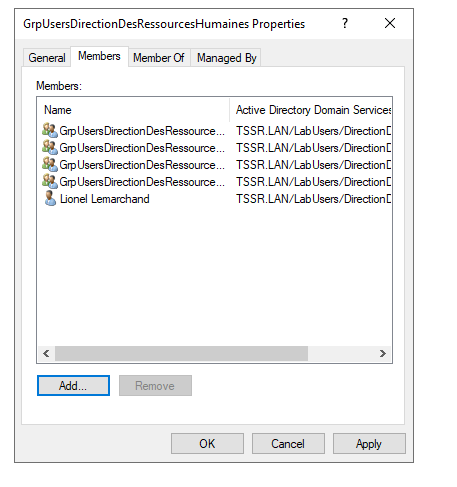 GrpUsersDirectionDesRessourcesHumaines Properties ?
General Members Member Of Managed By
Members:
Name Active Directory Domain Services
GrpUsersDirectionDesRessource... TSSR.LAN/LabUsers/DirectionD
GrpUsersDirectionDesRessource... TSSR.LAN/LabUsers/DirectionD
GrpUsersDirectionDesRessource... TSSR.LAN/LabUsers/DirectionD
GrpUsersDirectionDesRessource... TSSR.LAN/LabUsers/DirectionD
Lionel Lemarchand TSSR.LAN/LabUsers/DirectionD
Add... Remove
OK Cancel Apply